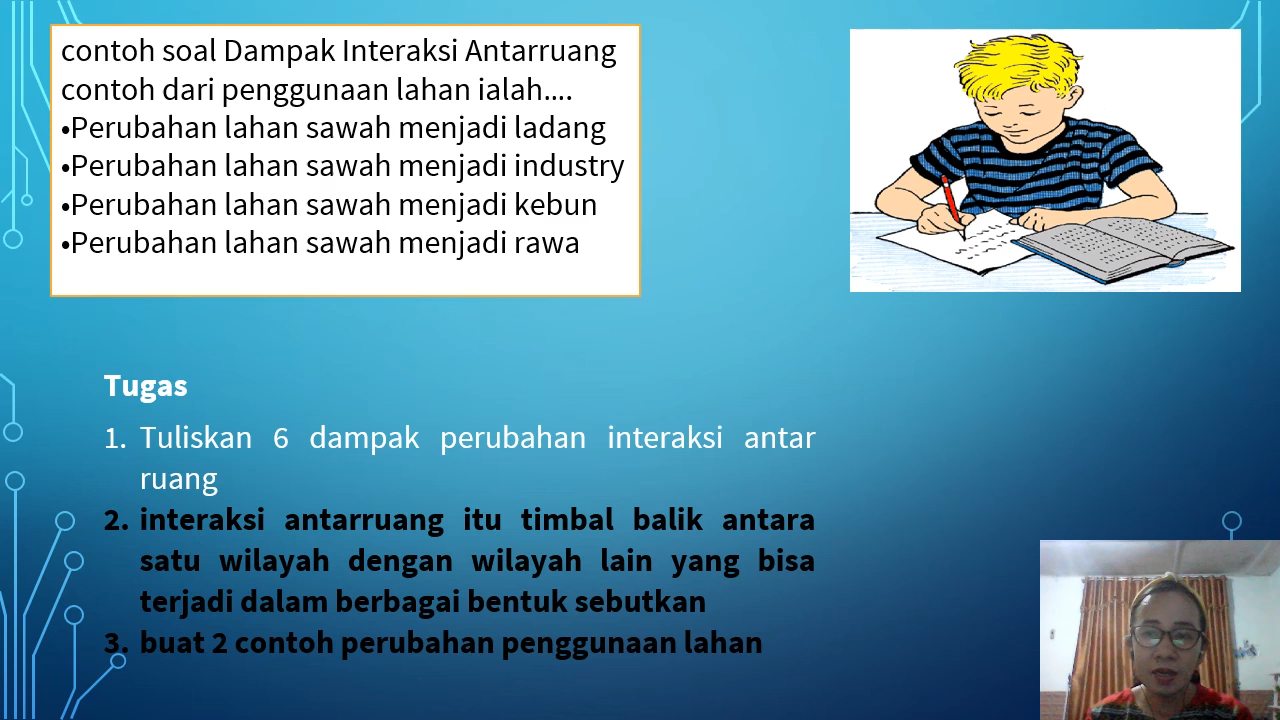 contoh soal Dampak Interaksi Antarruang
contoh dari penggunaan lahan ialah....
•Perubahan lahan sawah menjadi ladang
•Perubahan lahan sawah menjadi industry
•Perubahan lahan sawah menjadi kebun
•Perubahan lahan sawah menjadi rawa
Tugas
1. Tuliskan 6 dampak perubahan interaksi antar
ruang
2. interaksi antarruang itu timbal balik antara
satu wilayah dengan wilayah lain yang bisa
terjadi dalam berbagai bentuk sebutkan
3. buat 2 contoh perubahan penggunaan lahan